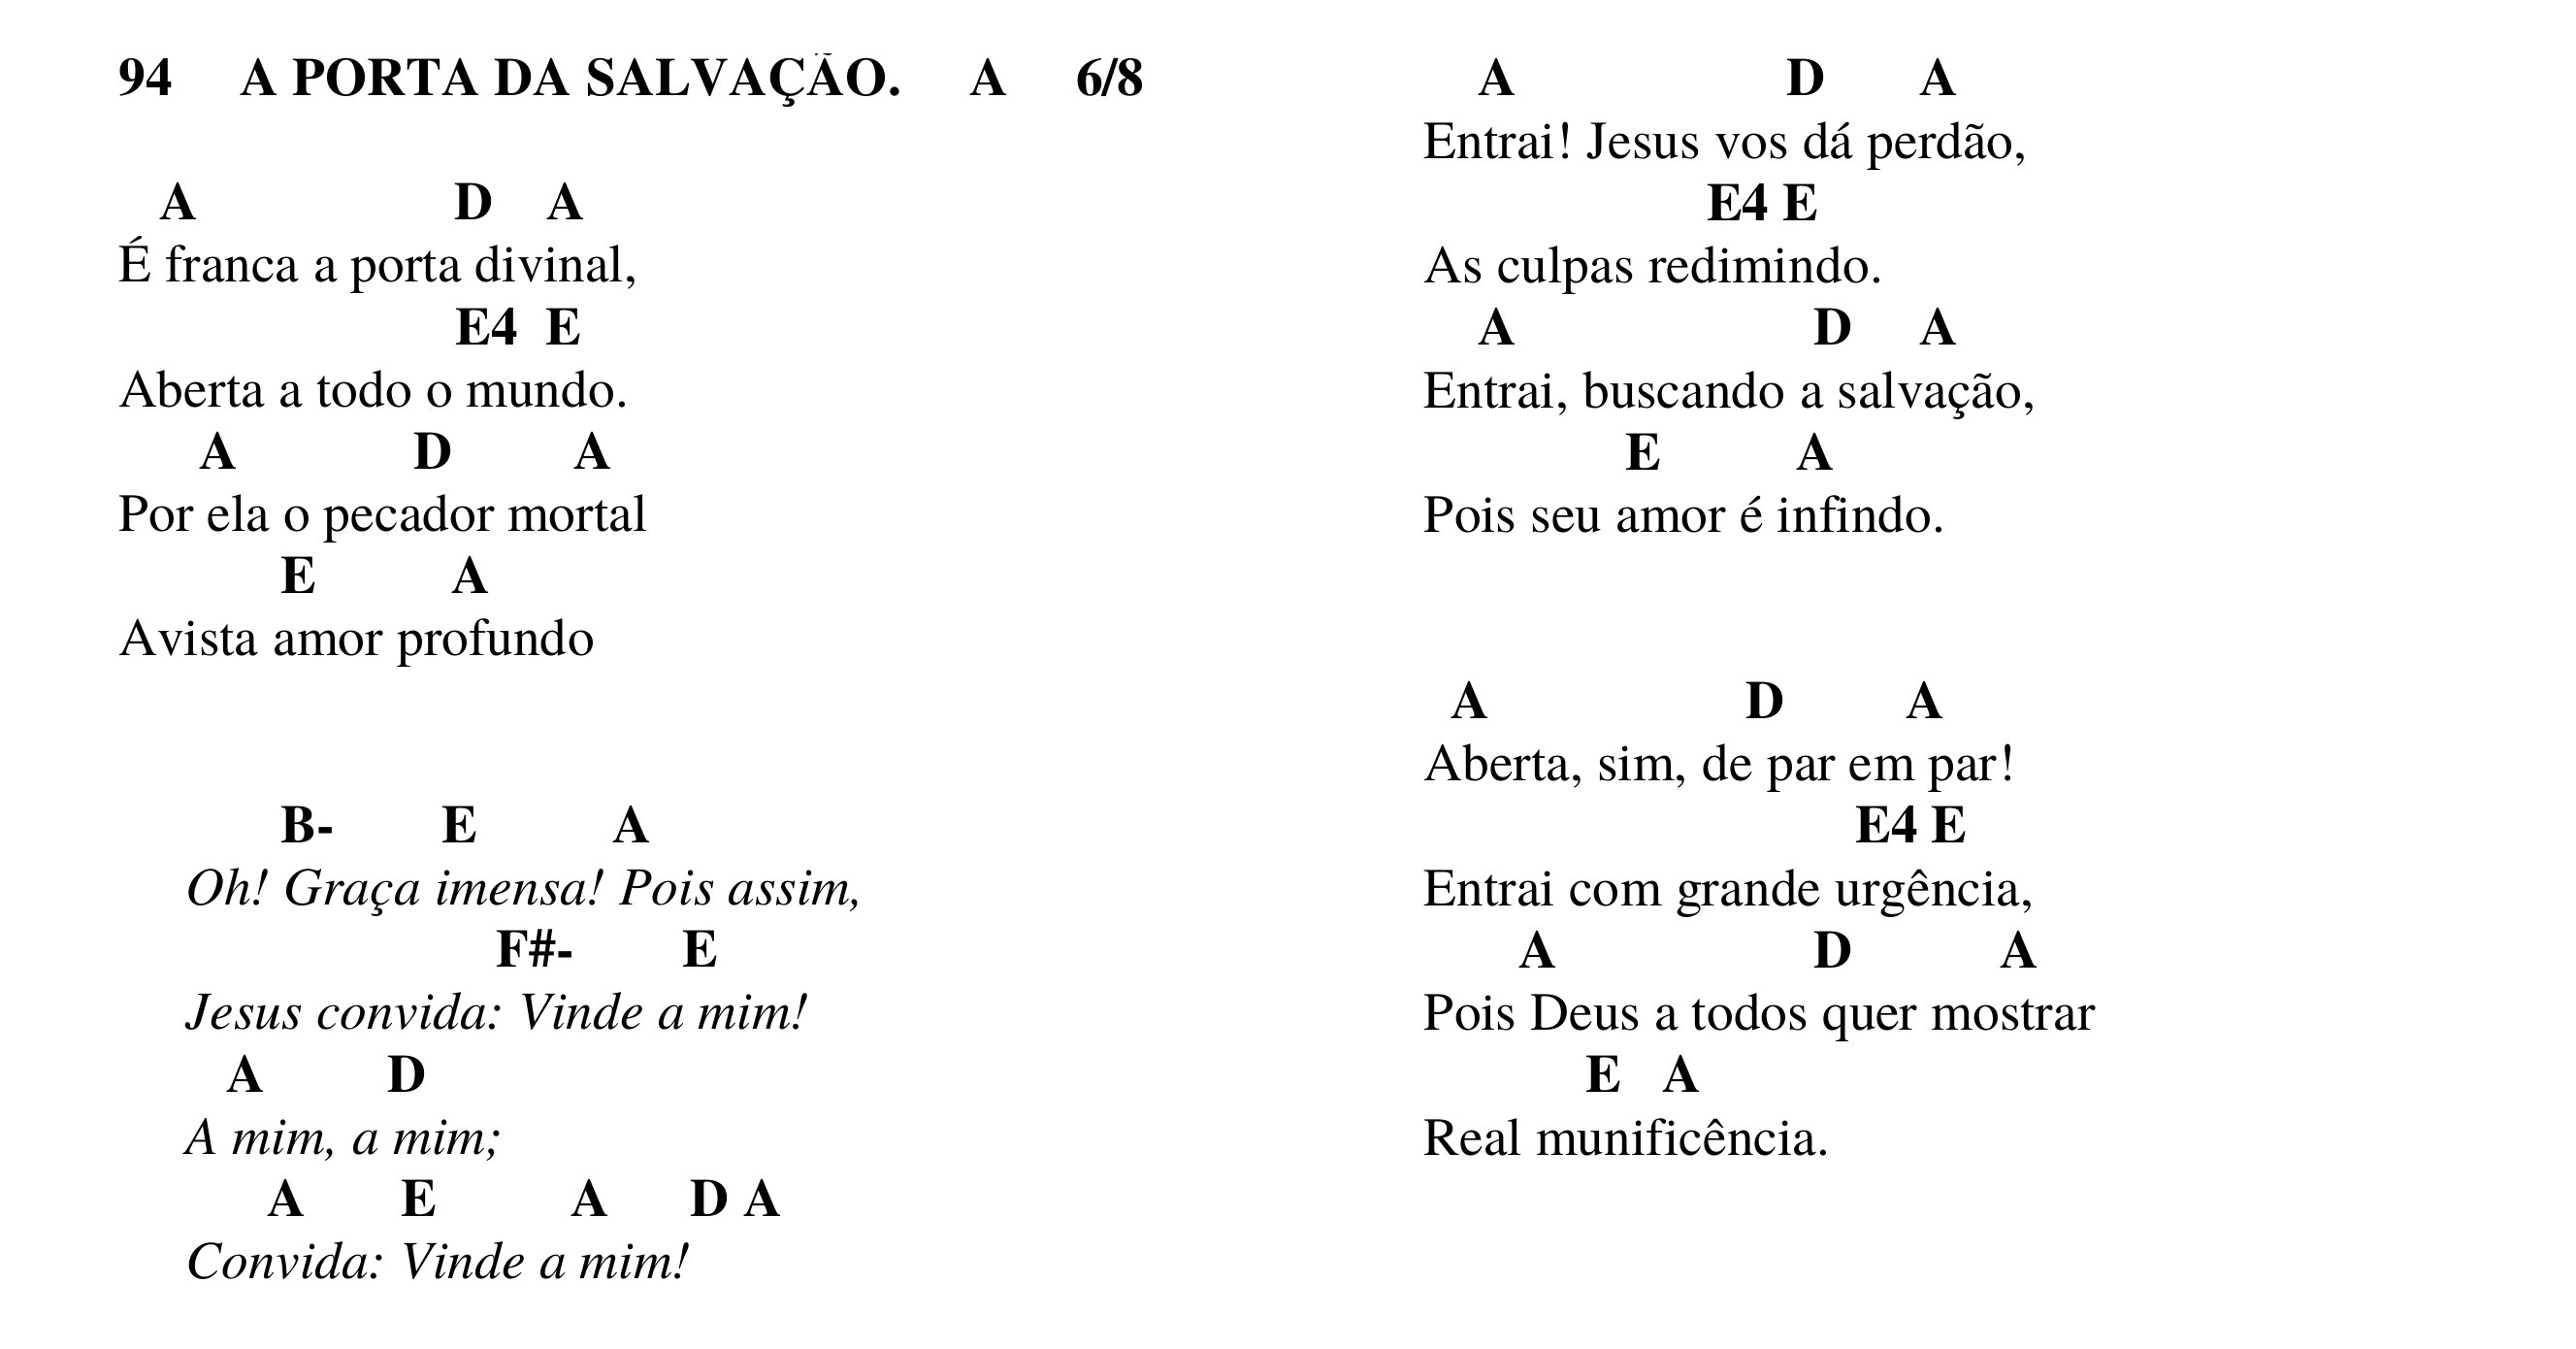 94 A PORTA DA SALVAÇÃO. A 6/8
A D A
É franca a porta divinal,
E4 E
Aberta a todo o mundo.
A D A
Por ela o pecador mortal
E A
Avista amor profundo
B- E A
Oh! Graça imensa! Pois assim,
F#- E
Jesus convida: Vinde a mim!
A D
A mim, a mim;
A E A D A
Convida: Vinde a mim!
A D A
Entrai! Jesus vos dá perdão,
E4 E
As culpas redimindo.
A D A
Entrai, buscando a salvação,
E A
Pois seu amor é infindo.
A D A
Aberta, sim, de par em par!
E4 E
Entrai com grande urgência,
A D A
Pois Deus a todos quer mostrar
E A
Real munificência.